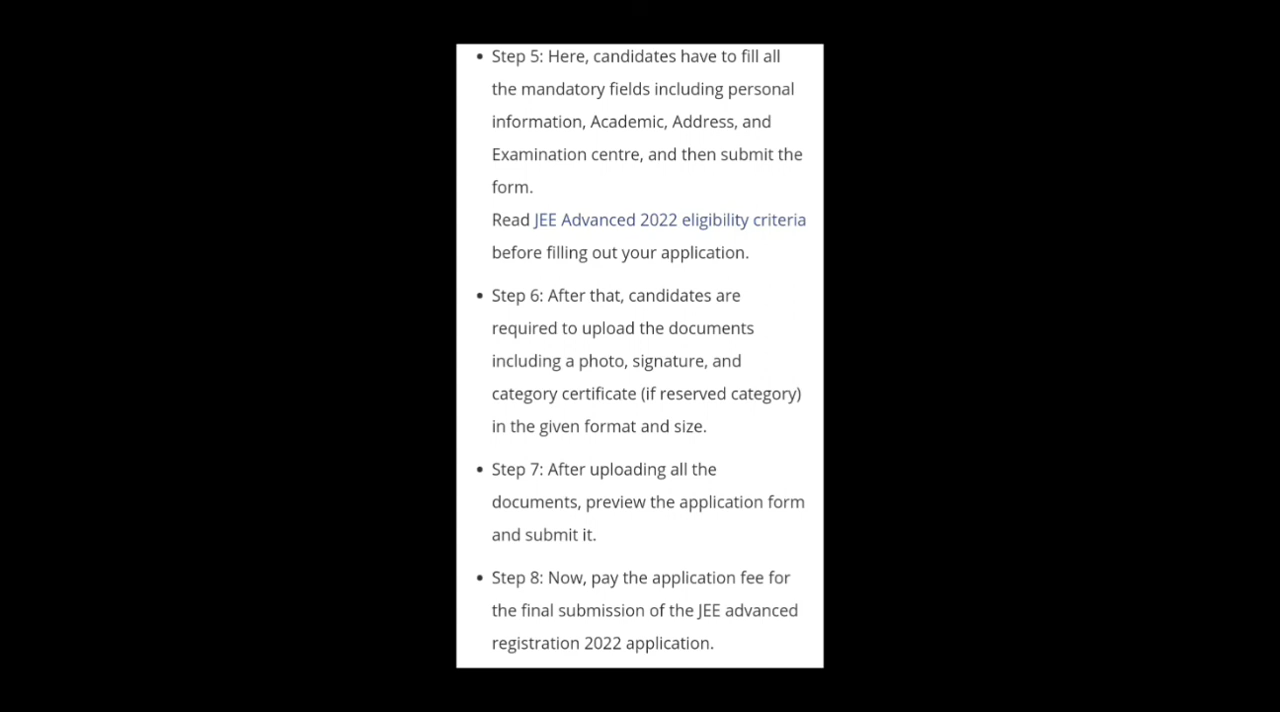 • Step 5: Here, candidates have to fill all
the mandatory fields including personal
information, Academic, Address, and
Examination centre, and then submit the
form.
Read JEE Advanced 2022 eligibility criteria
before filling out your application.
• Step 6: After that, candidates are
required to upload the documents
including a photo, signature, and
category certificate (if reserved category)
in the given format and size.
• Step 7: After uploading all the
documents, preview the application form
and submit it.
• Step 8: Now, pay the application fee for
the final submission of the JEE advanced
registration 2022 application.